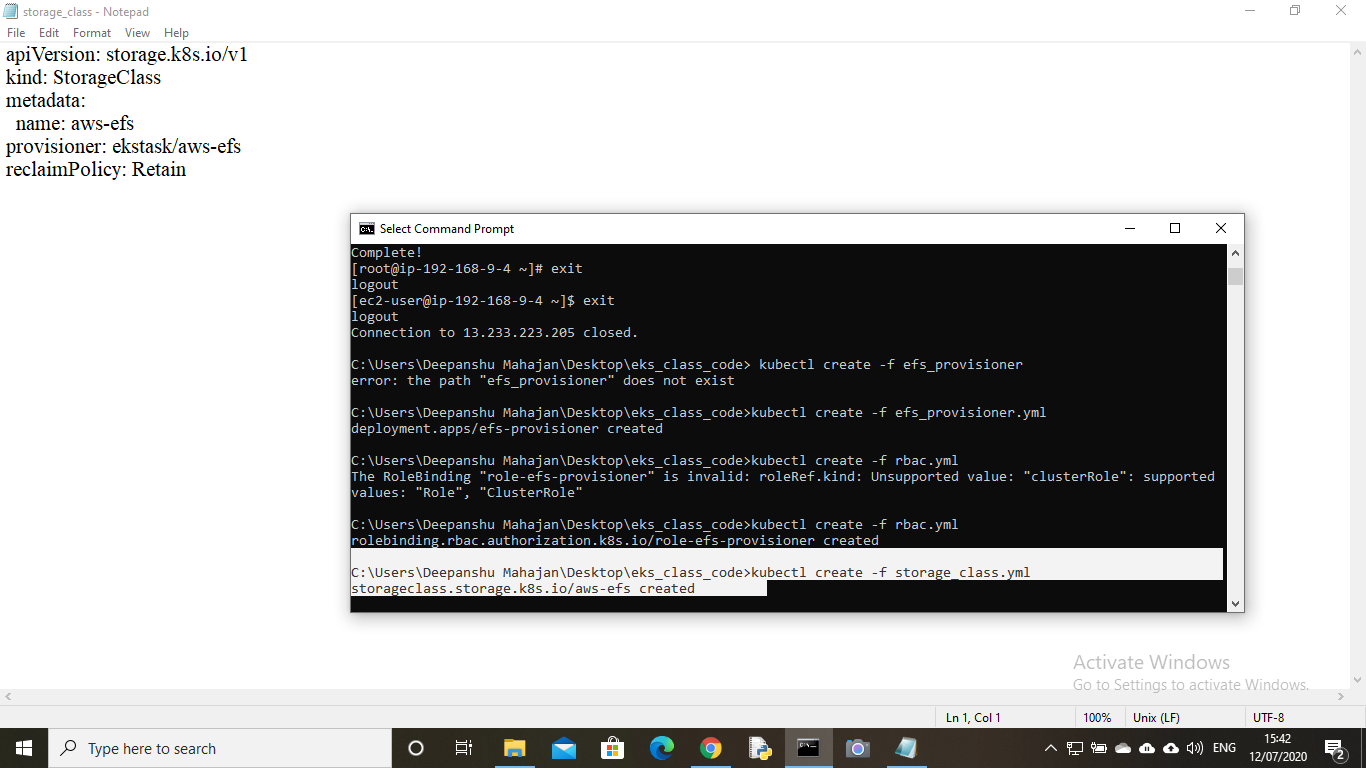 storage_class - Notepad
File Edit Format View Help
apiVersion: storage.k8s.io/v1
kind: StorageClass
metadata:
  name: aws-efs
provisioner: ekstask/aws-efs
reclaimPolicy: Retain
Select Command Prompt
Complete!
[root@ip-192-168-9-4 ~]# exit
logout
[ec2-user@ip-192-168-9-4 ~]$ exit
logout
Connection to 13.233.223.205 closed.
C:\Users\Deepanshu Mahajan\Desktop\eks_class_code> kubectl create -f efs_provisioner
error: the path "efs_provisioner" does not exist
C:\Users\Deepanshu Mahajan\Desktop\eks_class_code>kubectl create -f efs_provisioner.yml
deployment.apps/efs-provisioner created
C:\Users\Deepanshu Mahajan\Desktop\eks_class_code>kubectl create -f rbac.yml
The RoleBinding "role-efs-provisioner" is invalid: roleRef.kind: Unsupported value: "clusterRole": supported
values: "Role", "ClusterRole"
C:\Users\Deepanshu Mahajan\Desktop\eks_class_code>kubectl create -f rbac.yml
rolebinding.rbac.authorization.k8s.io/role-efs-provisioner created
C:\Users\Deepanshu Mahajan\Desktop\eks_class_code>kubectl create -f storage_class.yml
storageclass.storage.k8s.io/aws-efs created
Activate Windows
Go to Settings to activate Windows.
Ln 1, Col 1 100% Unix (LF) UTF-8
Type here to search
ENG
15:42
12/07/2020
2